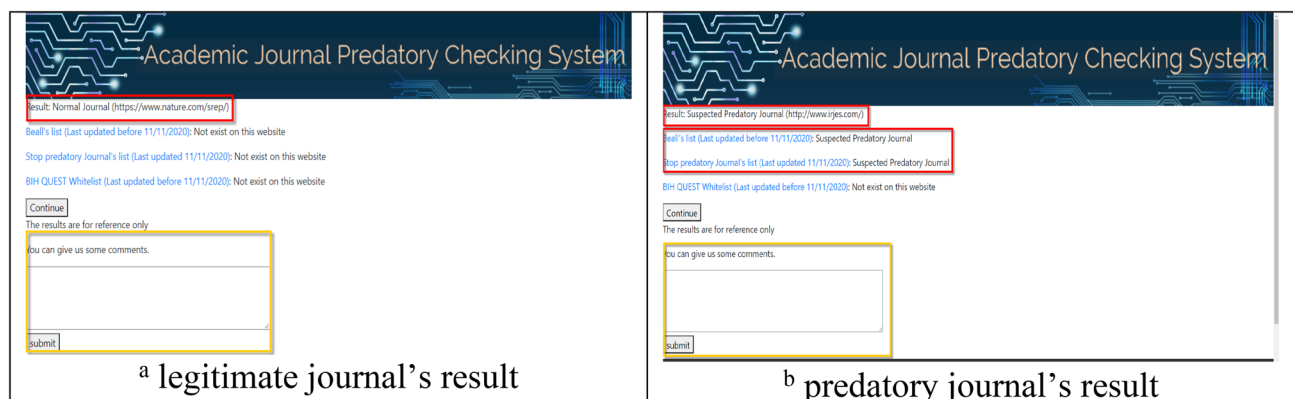 Academic Journal Predatory Checking System
Result: Normal Journal (https://www.nature.com/srep/)
Beall's list (Last updated before 11/11/2020): Not exist on this website
Stop predatory Journal's list (Last updated 11/11/2020): Not exist on this website
BIH QUEST Whitelist (Last updated before 11/11/2020): Not exist on this website
Continue
The results are for reference only
You can give us some comments.
submit
a legitimate journal's result
Academic Journal Predatory Checking System
Result: Suspected Predatory Journal (http://www.irjes.com/)
Beall's list (Last updated before 11/11/2020): Suspected Predatory Journal
Stop predatory Journal's list (Last updated 11/11/2020): Suspected Predatory Journal
BIH QUEST Whitelist (Last updated before 11/11/2020): Not exist on this website
Continue
The results are for reference only
You can give us some comments.
submit
b predatory journal's result